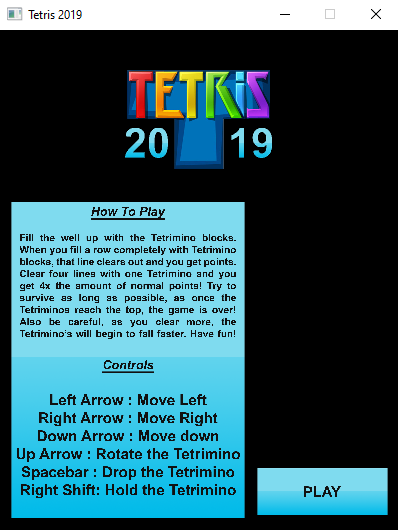 Tetris 2019
TETRiS
20 19
How To Play
Fill the well up with the Tetrimino blocks.
When you fill a row completely with Tetrimino
blocks, that line clears out and you get points.
Clear four lines with one Tetrimino and you
get 4x the amount of normal points! Try to
survive as long as possible, as once the
Tetriminos reach the top, the game is over!
Also be careful, as you clear more, the
Tetrimino's will begin to fall faster. Have fun!
Controls
Left Arrow : Move Left
Right Arrow : Move Right
Down Arrow : Move down
Up Arrow : Rotate the Tetrimino
Spacebar : Drop the Tetrimino
Right Shift: Hold the Tetrimino
PLAY